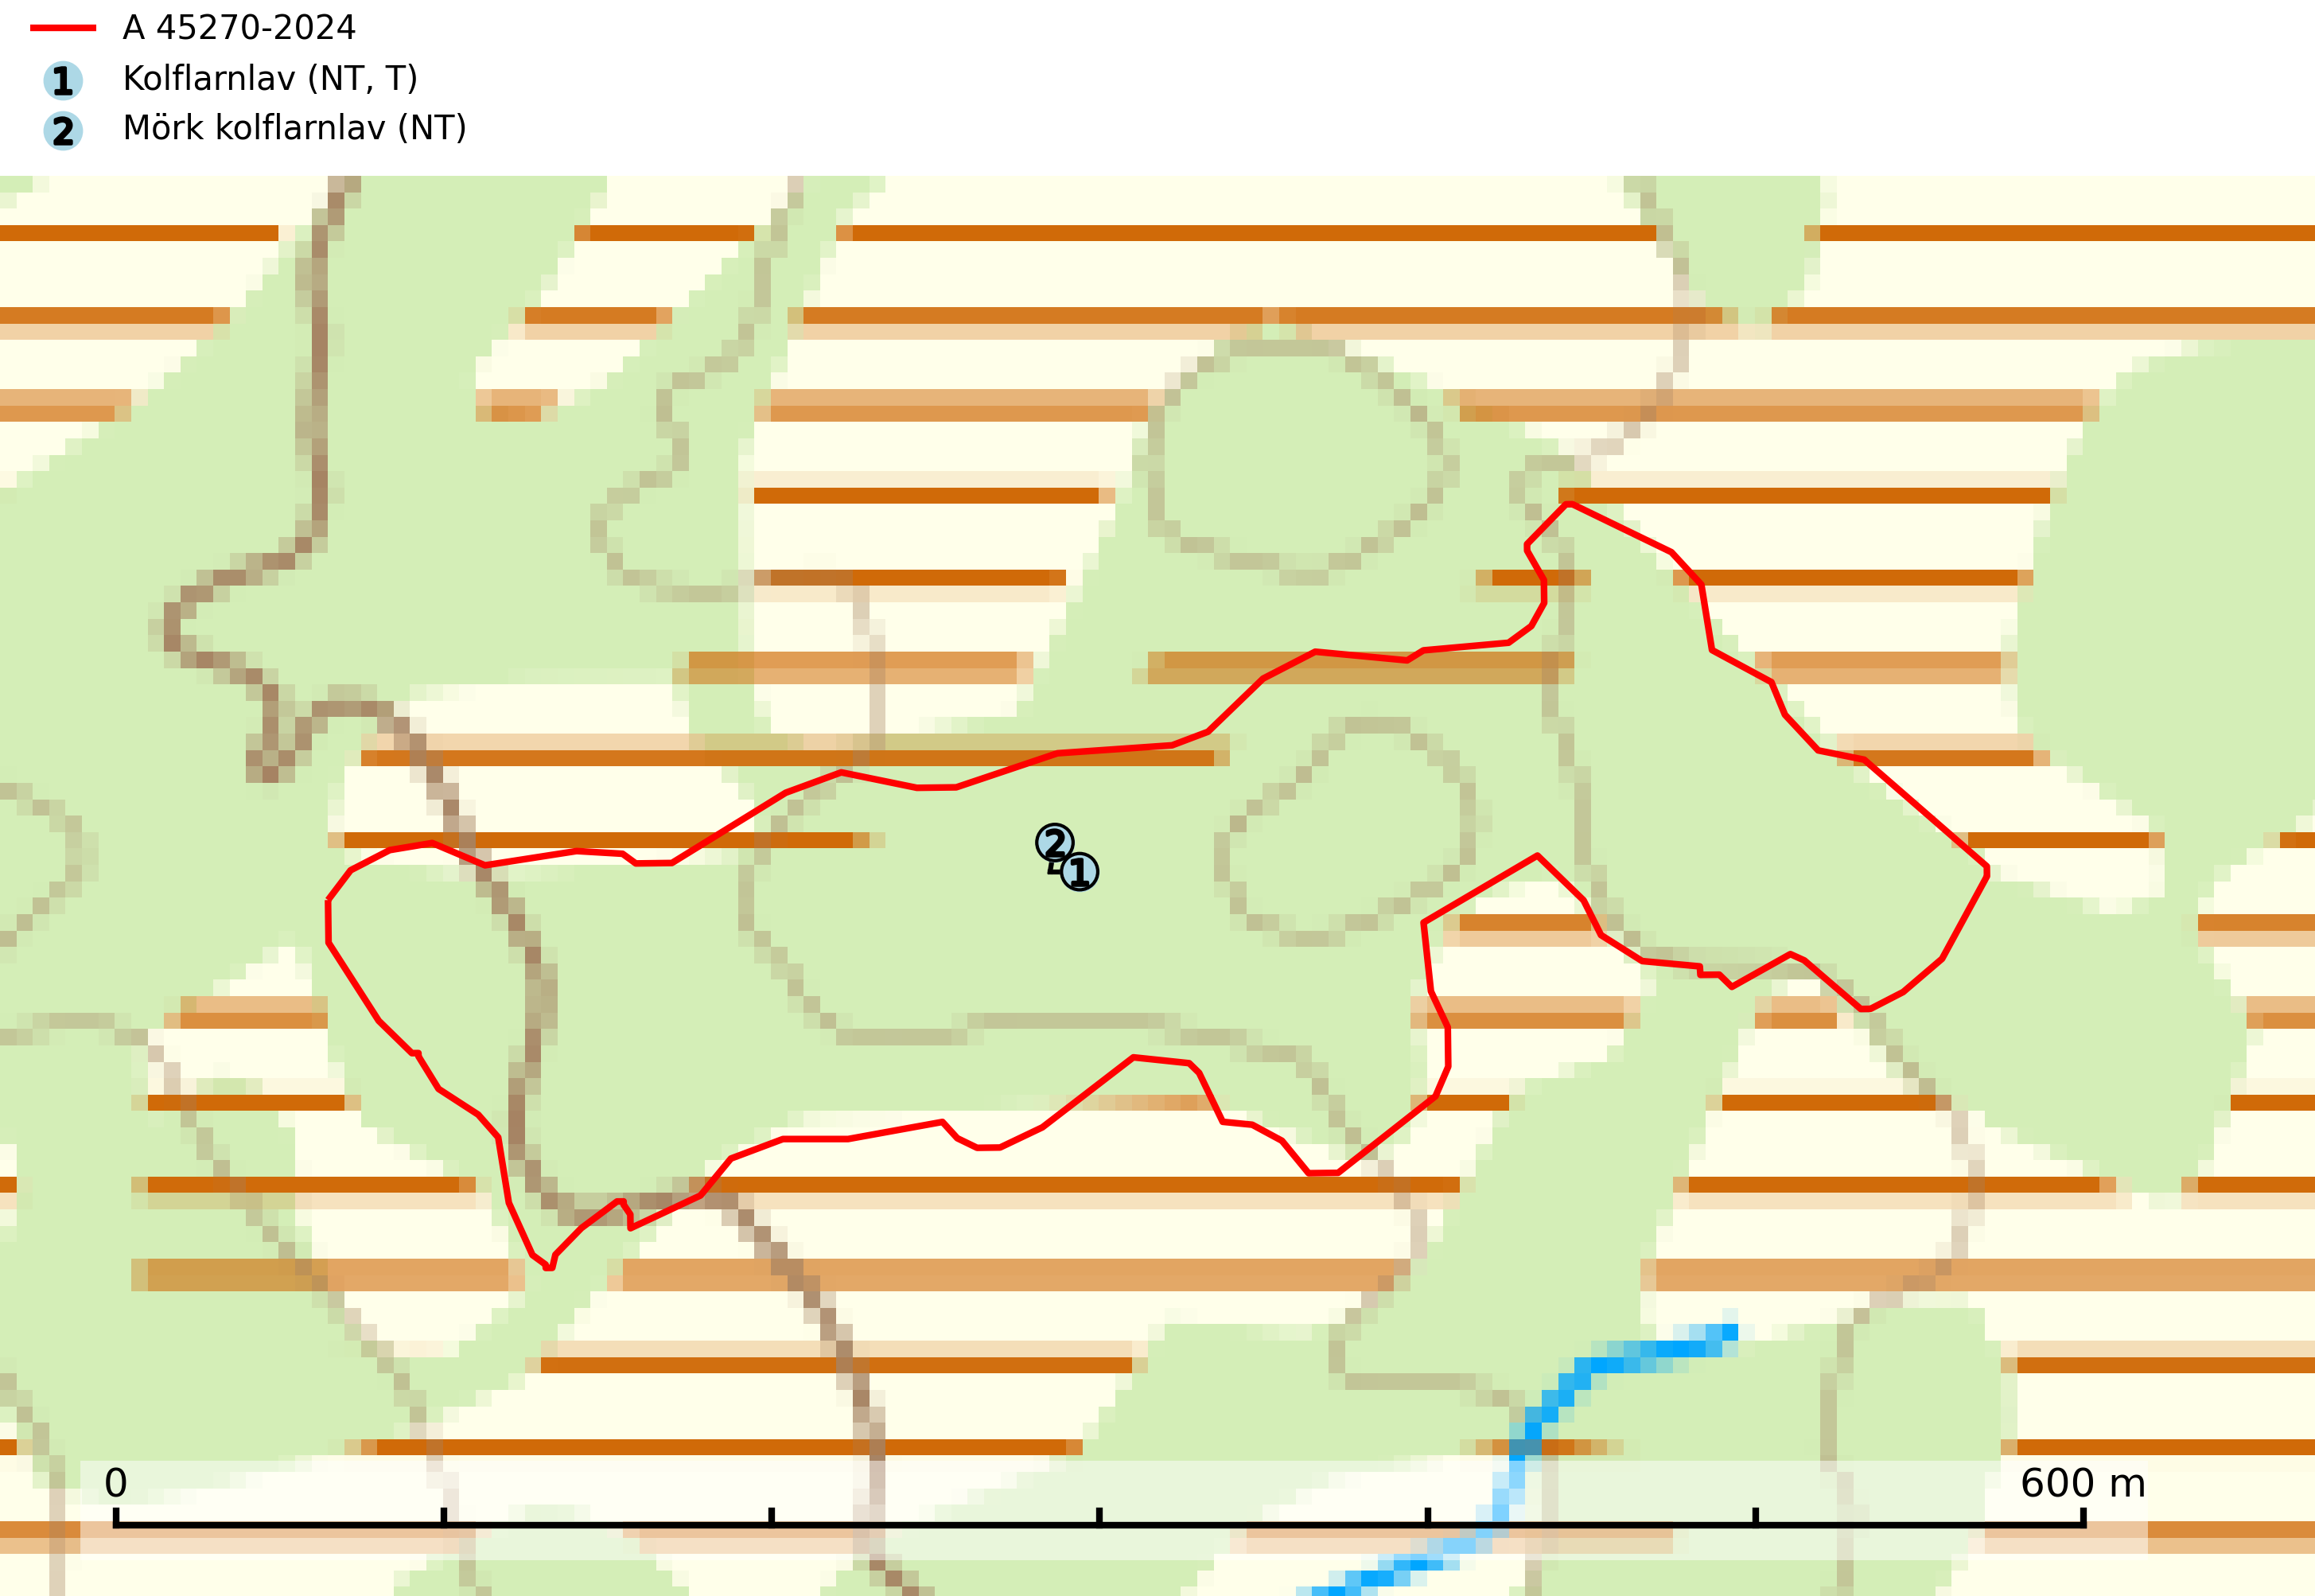 A 45270-2024
1 Kolflarnlav (NT, T)
2 Mörk kolflarnlav (NT)
2
1
0 600 m